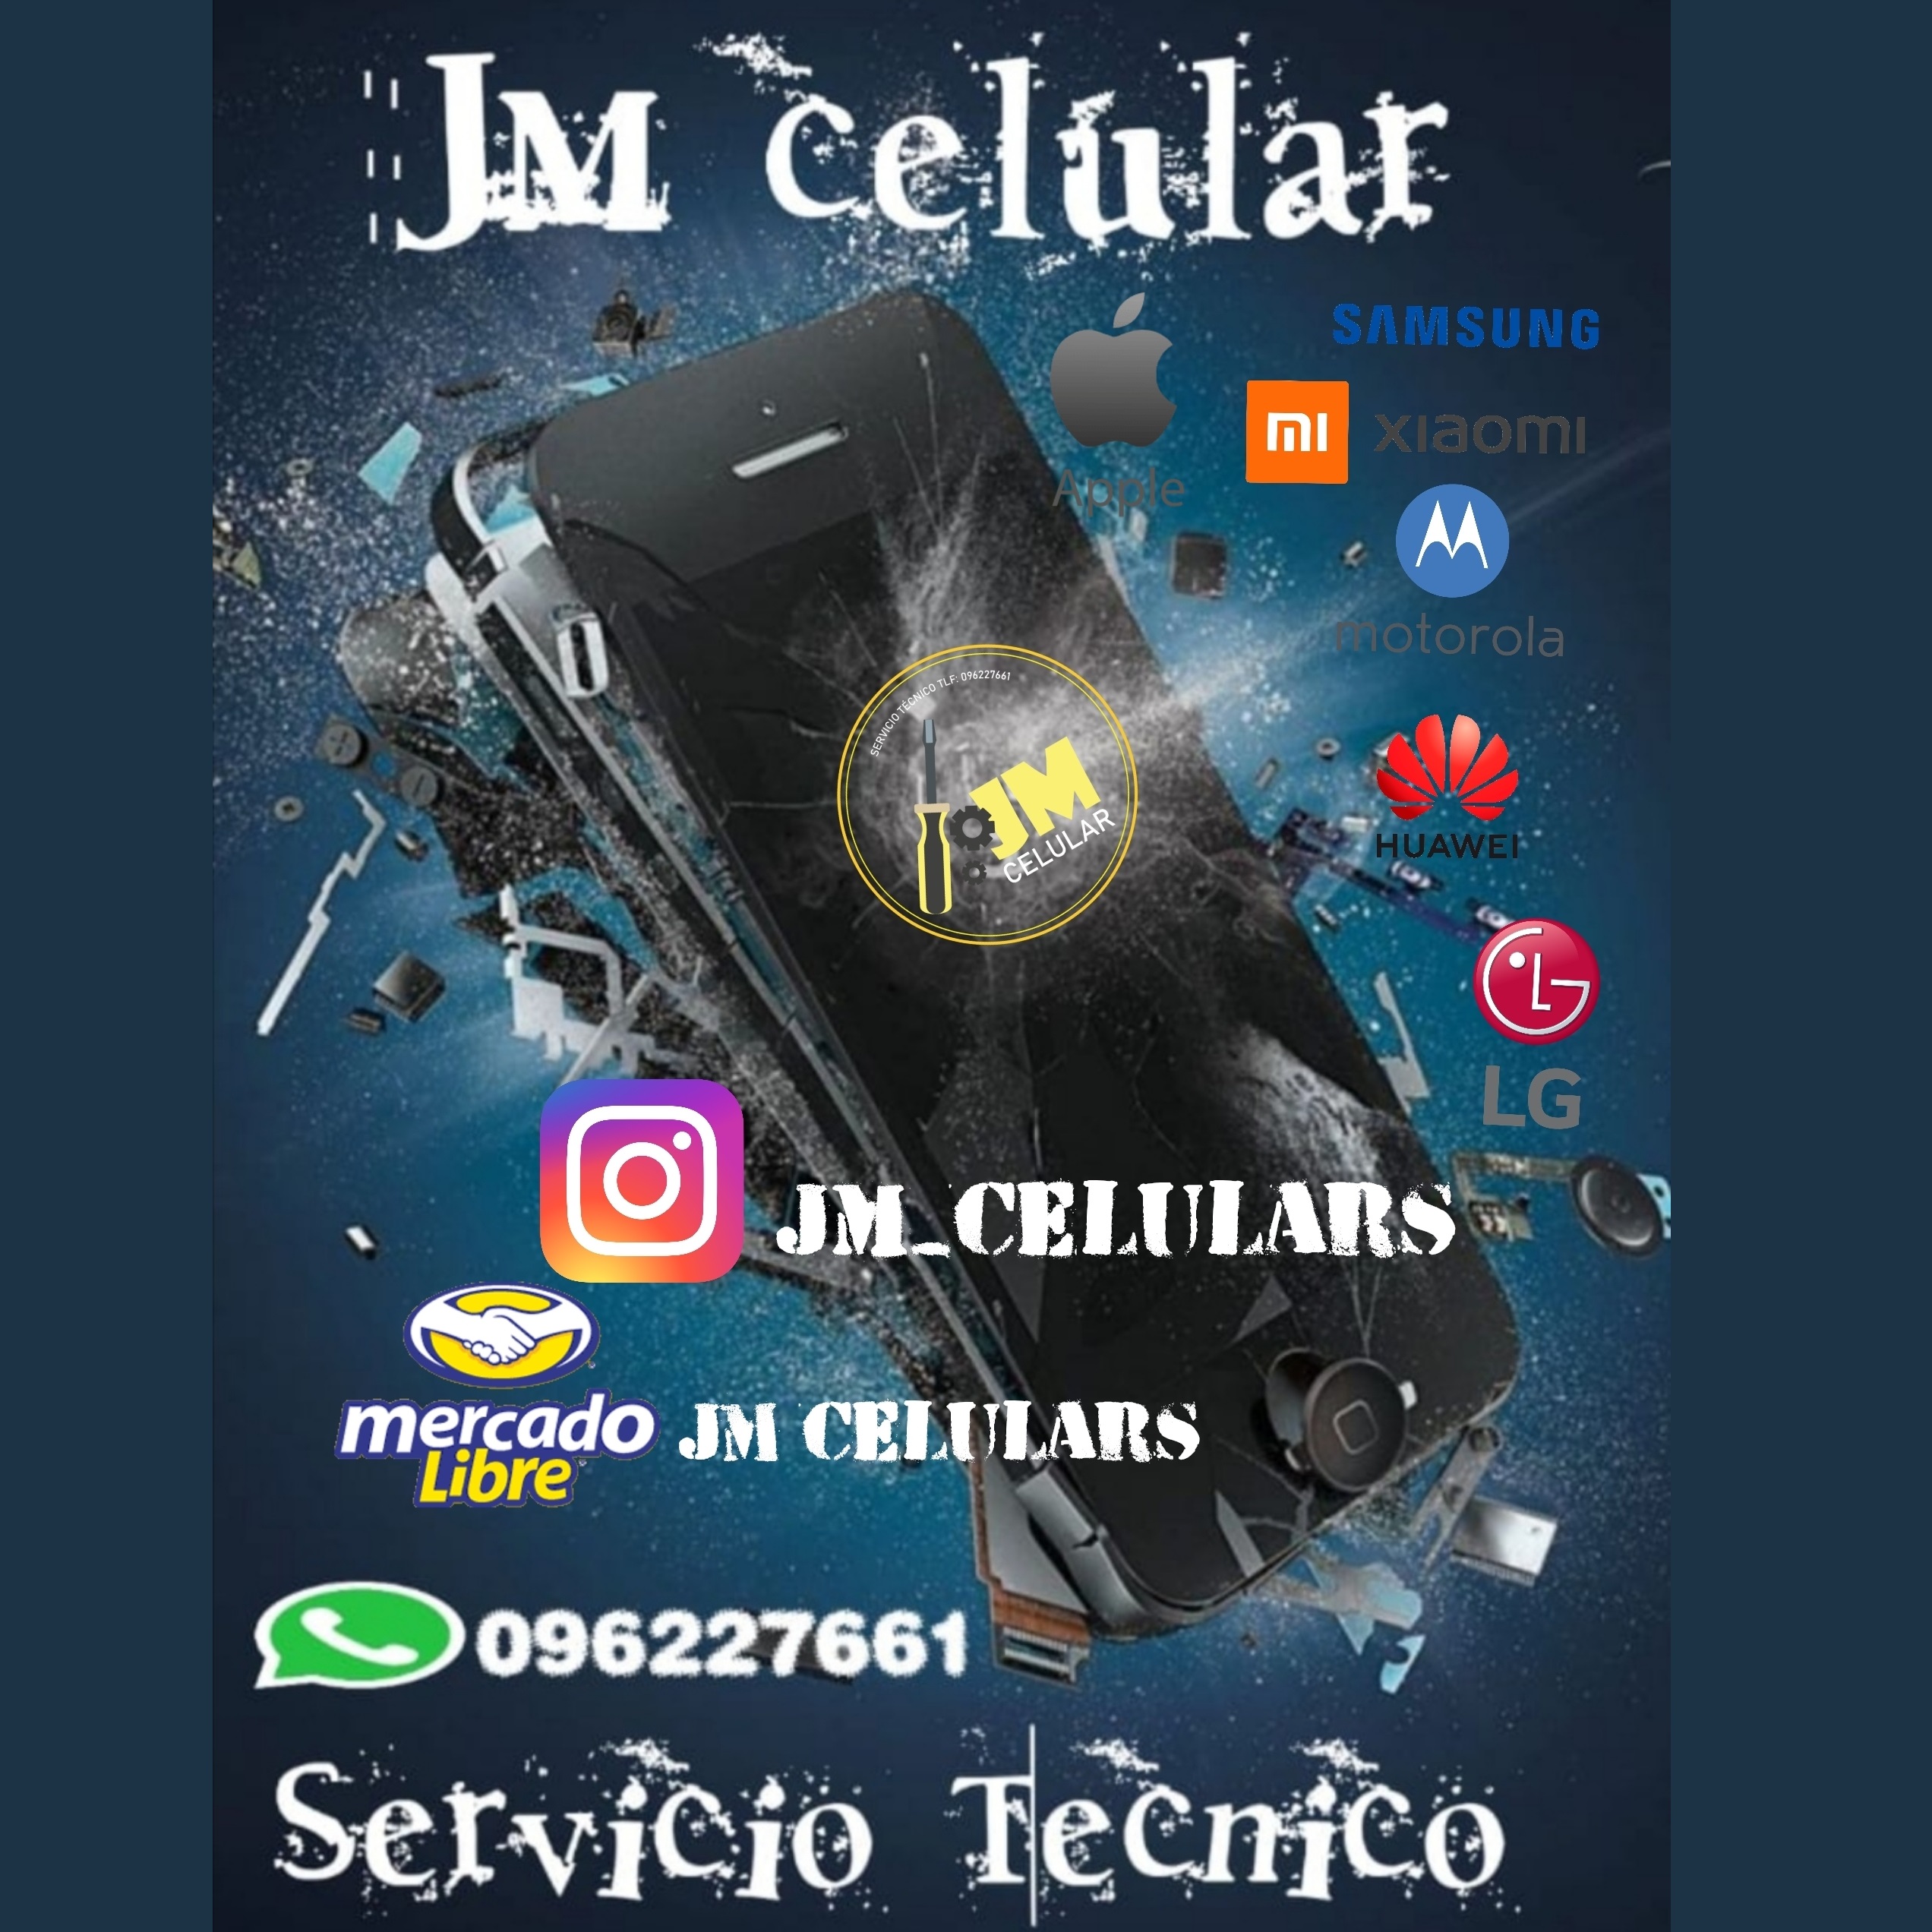 JM celular
SAMSUNG
Apple
mi xiaomi
motorola
SERVICIO TÉCNICO TLF: 096227661
JM
CELULAR
HUAWEI
LG
LG
JM_CELULARS
mercado
Libre
JM CELULARS
096227661
Servicio Tecnico